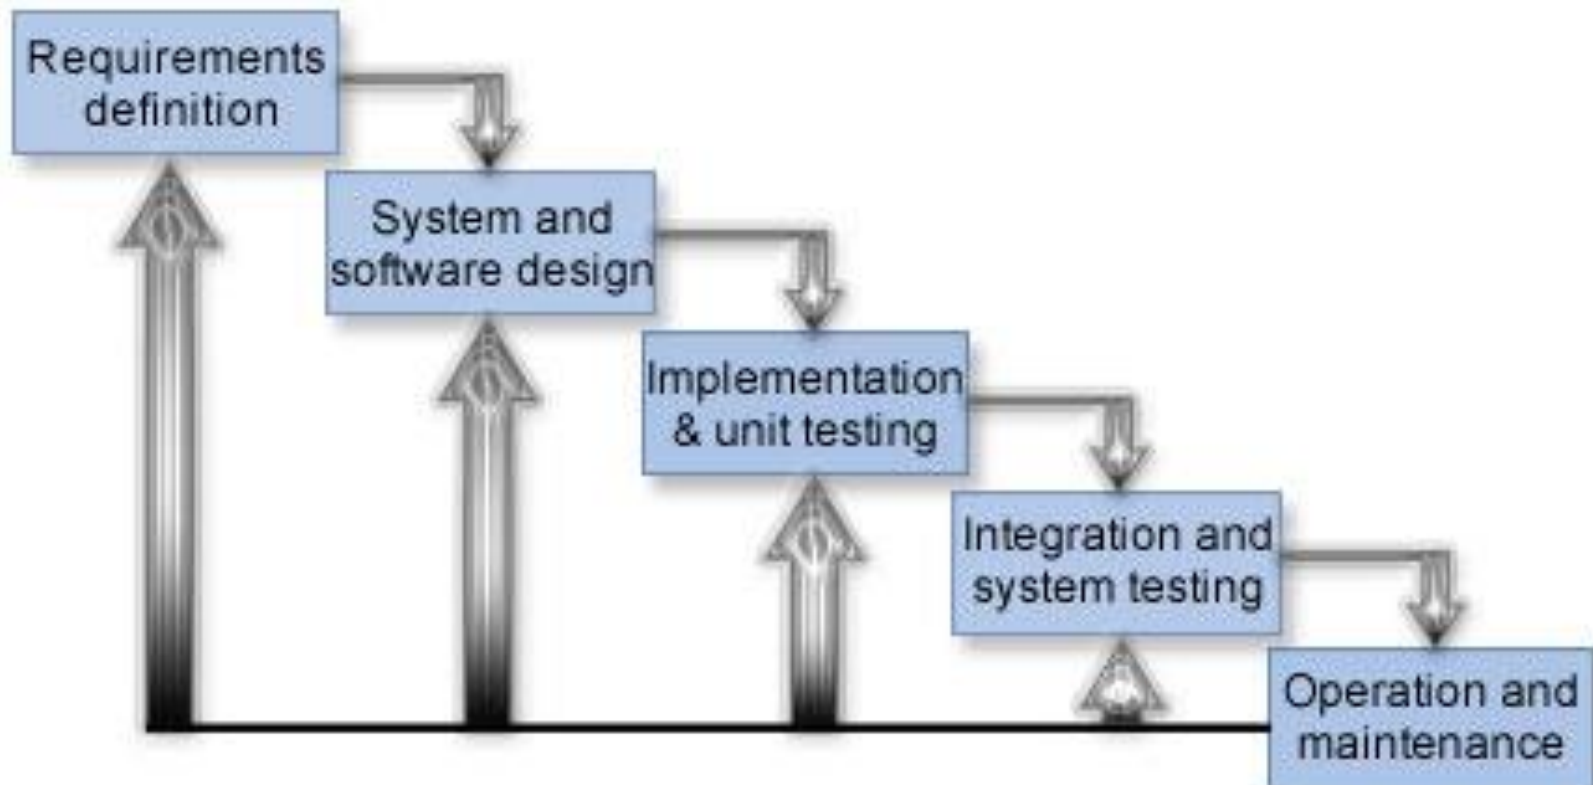 Requirements
definition
System and
software design
Implementation
& unit testing
Integration and
system testing
Operation and
maintenance